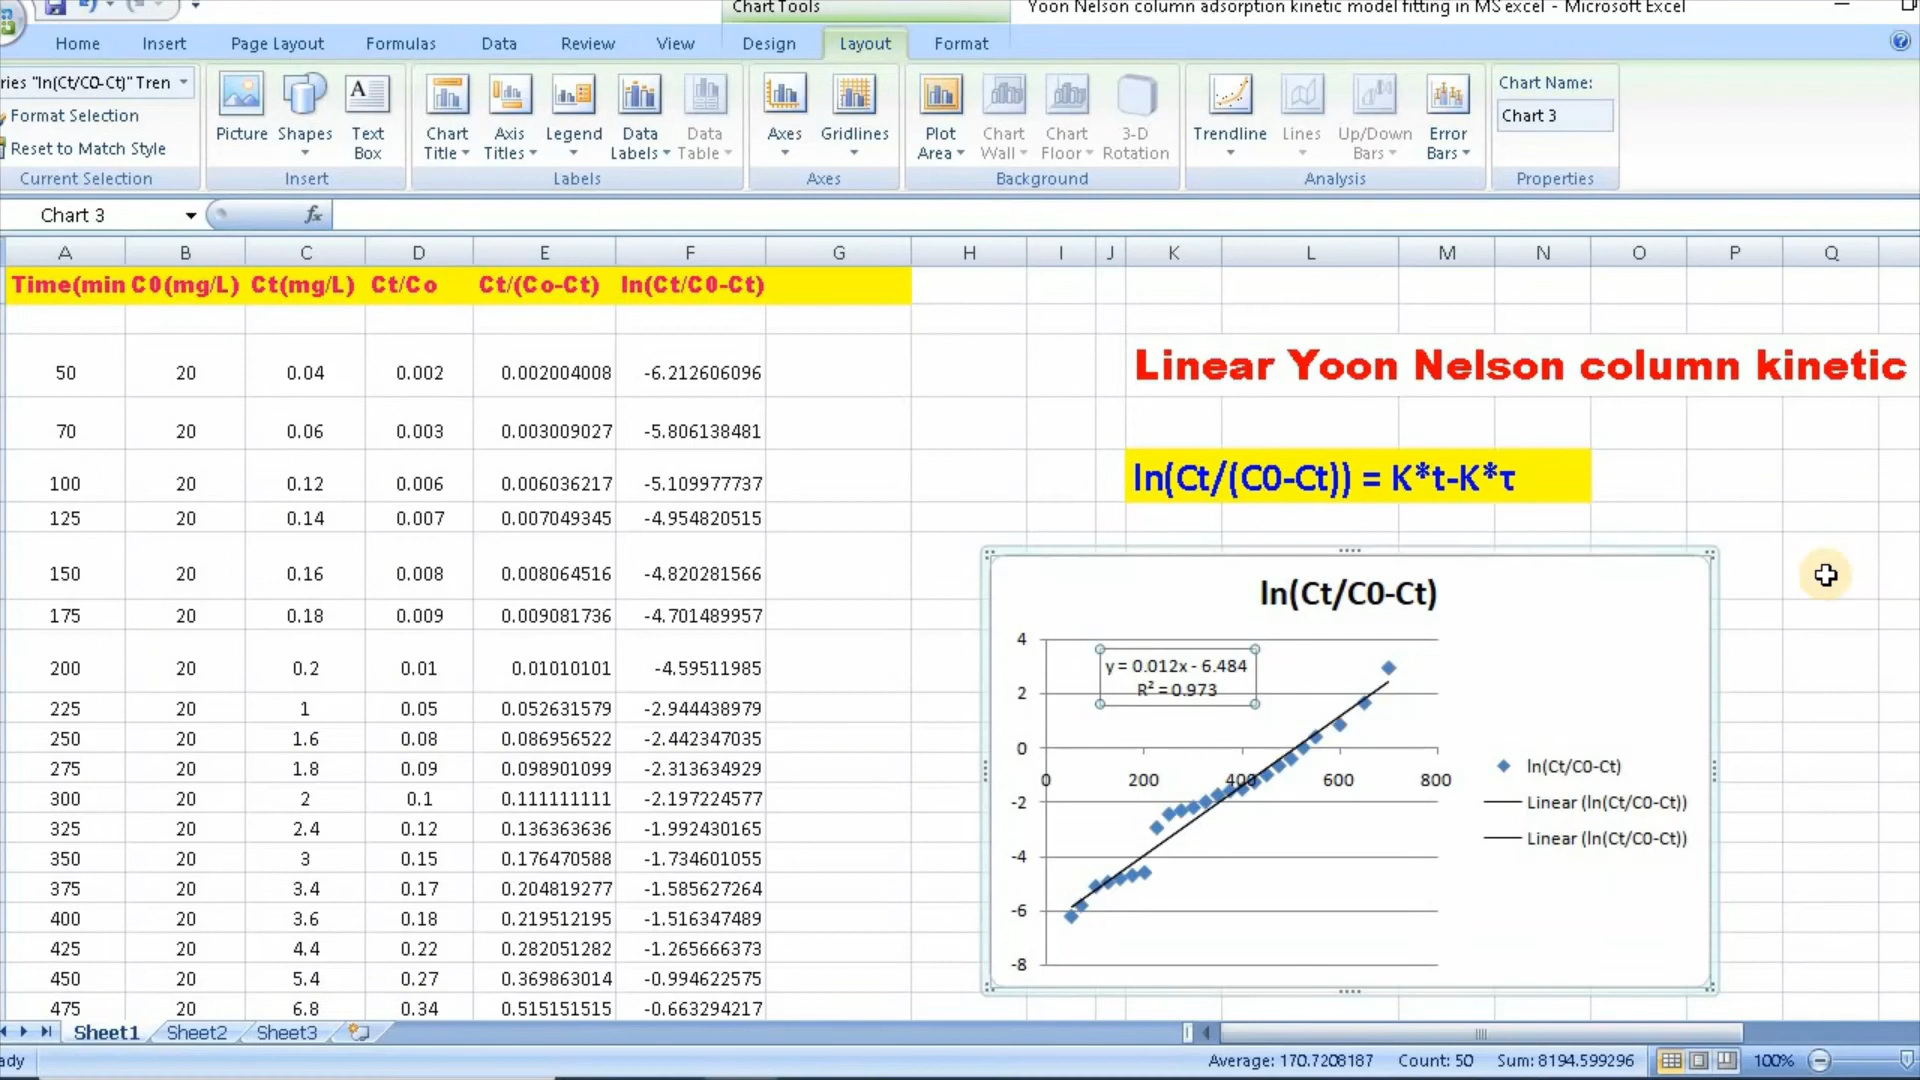 Chart Tools
Yoon Nelson column adsorption kinetic model fitting in MS excel - Microsoft Excel
Home Insert Page Layout Formulas Data Review View Design Layout Format
ries "ln(Ct/C0-Ct)" Tren
Format Selection
Reset to Match Style
Current Selection
Picture Shapes Text Box
Insert
Chart Title Axis Titles Legend Data Labels Data Table
Labels
Axes Gridlines
Axes
Plot Area Chart Wall Chart Floor 3-D Rotation
Background
Trendline Lines Up/Down Bars Error Bars
Analysis
Chart Name:
Chart 3
Properties
Chart 3 fx
A B C D E F G H I J K L M N O P Q
Time(min C0(mg/L) Ct(mg/L) Ct/Co Ct/(Co-Ct) ln(Ct/C0-Ct)
50 20 0.04 0.002 0.002004008 -6.212606096
70 20 0.06 0.003 0.003009027 -5.806138481
100 20 0.12 0.006 0.006036217 -5.109977737
125 20 0.14 0.007 0.007049345 -4.954820515
150 20 0.16 0.008 0.008064516 -4.820281566
175 20 0.18 0.009 0.009081736 -4.701489957
200 20 0.2 0.01 0.01010101 -4.59511985
225 20 1 0.05 0.052631579 -2.944438979
250 20 1.6 0.08 0.086956522 -2.442347035
275 20 1.8 0.09 0.098901099 -2.313634929
300 20 2 0.1 0.111111111 -2.197224577
325 20 2.4 0.12 0.136363636 -1.992430165
350 20 3 0.15 0.176470588 -1.734601055
375 20 3.4 0.17 0.204819277 -1.585627264
400 20 3.6 0.18 0.219512195 -1.516347489
425 20 4.4 0.22 0.282051282 -1.265666373
450 20 5.4 0.27 0.369863014 -0.994622575
475 20 6.8 0.34 0.515151515 -0.663294217
Linear Yoon Nelson column kinetic
ln(Ct/(C0-Ct)) = K*t-K*τ
ln(Ct/C0-Ct)
4
y = 0.012x - 6.484
R² = 0.973
2
0
0 200 400 600 800
-2
-4
-6
-8
ln(Ct/C0-Ct)
Linear (ln(Ct/C0-Ct))
Linear (ln(Ct/C0-Ct))
Sheet1 Sheet2 Sheet3
ady Average: 170.7208187 Count: 50 Sum: 8194.599296 100%